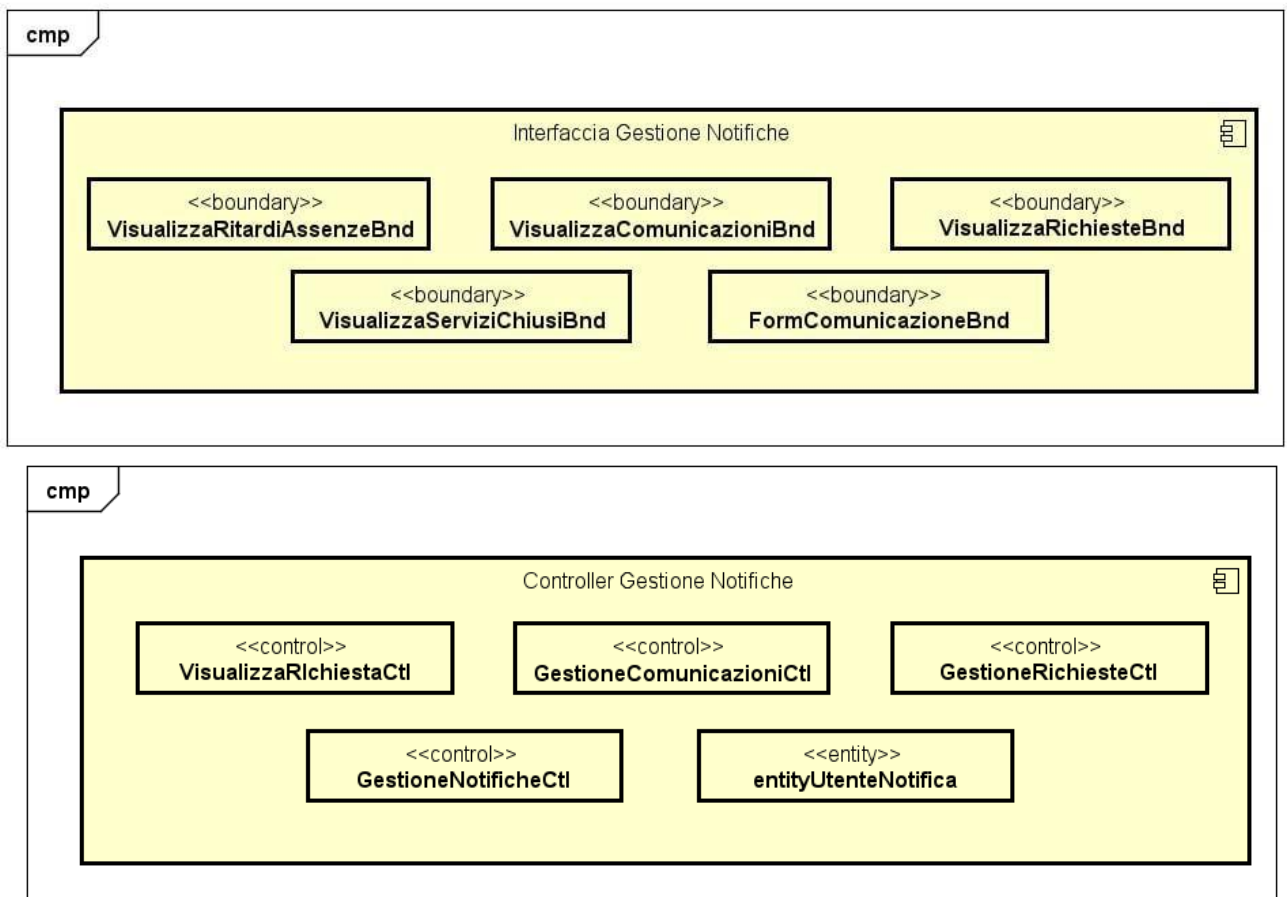 cmp
Interfaccia Gestione Notifiche
<<boundary>>
VisualizzaRitardiAssenzeBnd
<<boundary>>
VisualizzaComunicazioniBnd
<<boundary>>
VisualizzaRichiesteBnd
<<boundary>>
VisualizzaServiziChiusiBnd
<<boundary>>
FormComunicazioneBnd
cmp
Controller Gestione Notifiche
<<control>>
VisualizzaRIchiestaCtl
<<control>>
GestioneComunicazioniCtl
<<control>>
GestioneRichiesteCtl
<<control>>
GestioneNotificheCtl
<<entity>>
entityUtenteNotifica